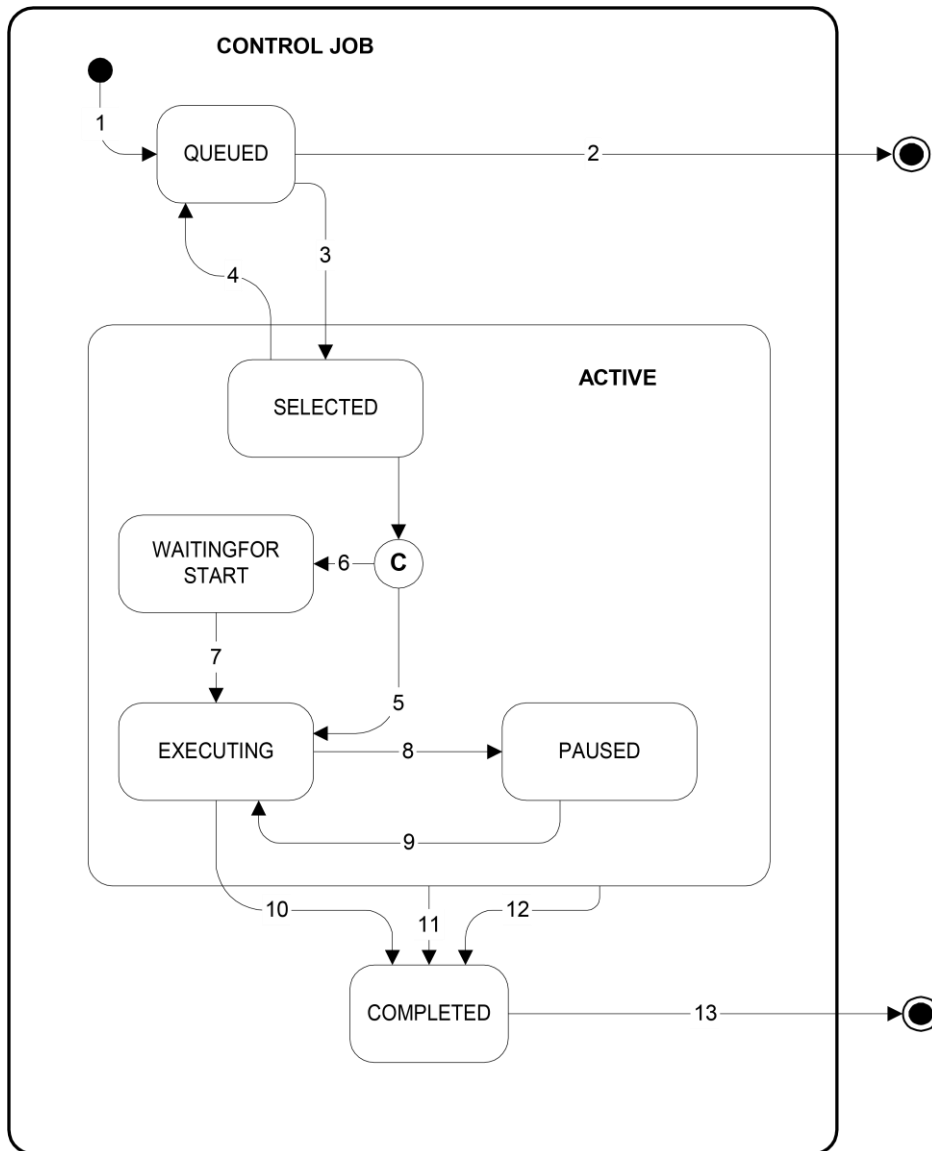 CONTROL JOB
1
QUEUED
2
3
4
ACTIVE
SELECTED
WAITINGFOR
START
6
C
7
5
EXECUTING
8
PAUSED
9
10
11
12
COMPLETED
13